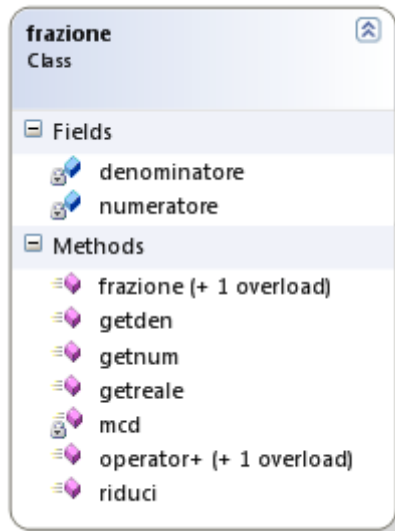 frazione
Class
Fields
denominatore
numeratore
Methods
frazione (+ 1 overload)
getden
getnum
getreale
mcd
operator+ (+ 1 overload)
riduci